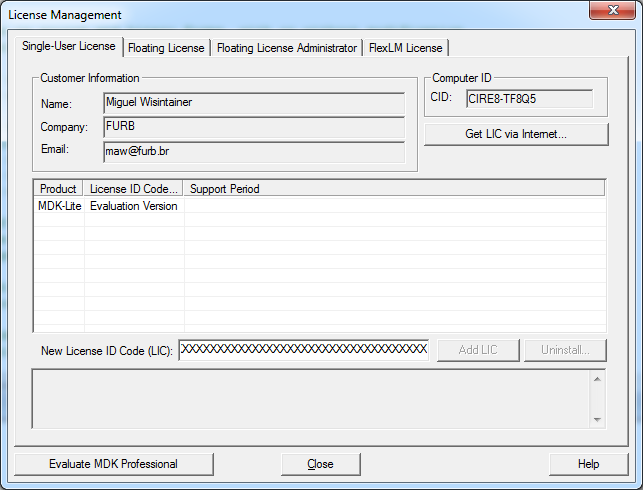 License Management
Single-User License Floating License Floating License Administrator FlexLM License
Customer Information
Name: Miguel Wisintainer
Company: FURB
Email: maw@furb.br
Computer ID
CID: CIRE8-TF8Q5
Get LIC via Internet...
Product License ID Code... Support Period
MDK-Lite Evaluation Version
New License ID Code (LIC): XXXXXXXXXXXXXXXXXXXXXXXXXXXXXXXXXXX Add LIC Uninstall...
Evaluate MDK Professional Close Help